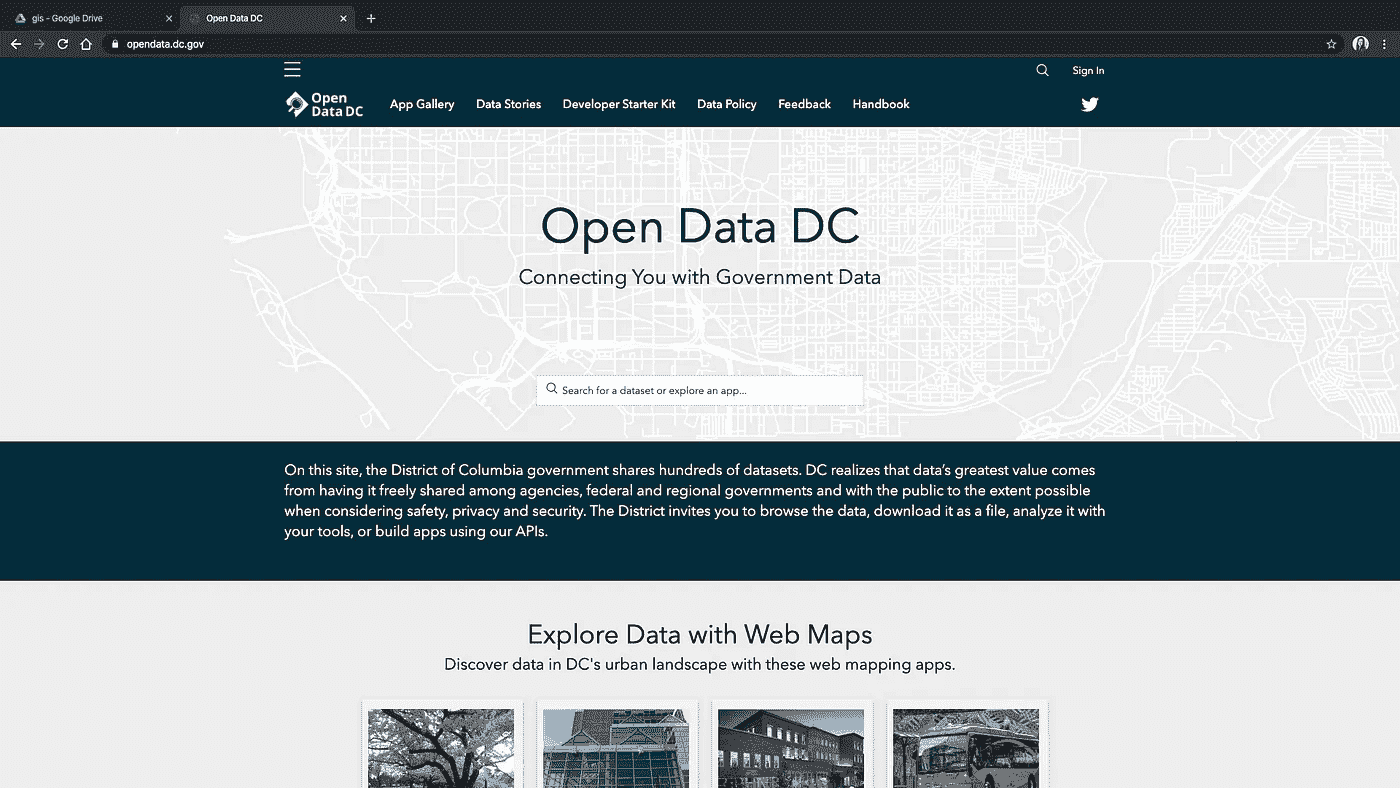 gis - Google Drive
Open Data DC
opendata.dc.gov
Sign In
Open
Data DC
App Gallery
Data Stories
Developer Starter Kit
Data Policy
Feedback
Handbook
Open Data DC
Connecting You with Government Data
Search for a dataset or explore an app...
On this site, the District of Columbia government shares hundreds of datasets. DC realizes that data’s greatest value comes
from having it freely shared among agencies, federal and regional governments and with the public to the extent possible
when considering safety, privacy and security. The District invites you to browse the data, download it as a file, analyze it with
your tools, or build apps using our APIs.
Explore Data with Web Maps
Discover data in DC's urban landscape with these web mapping apps.